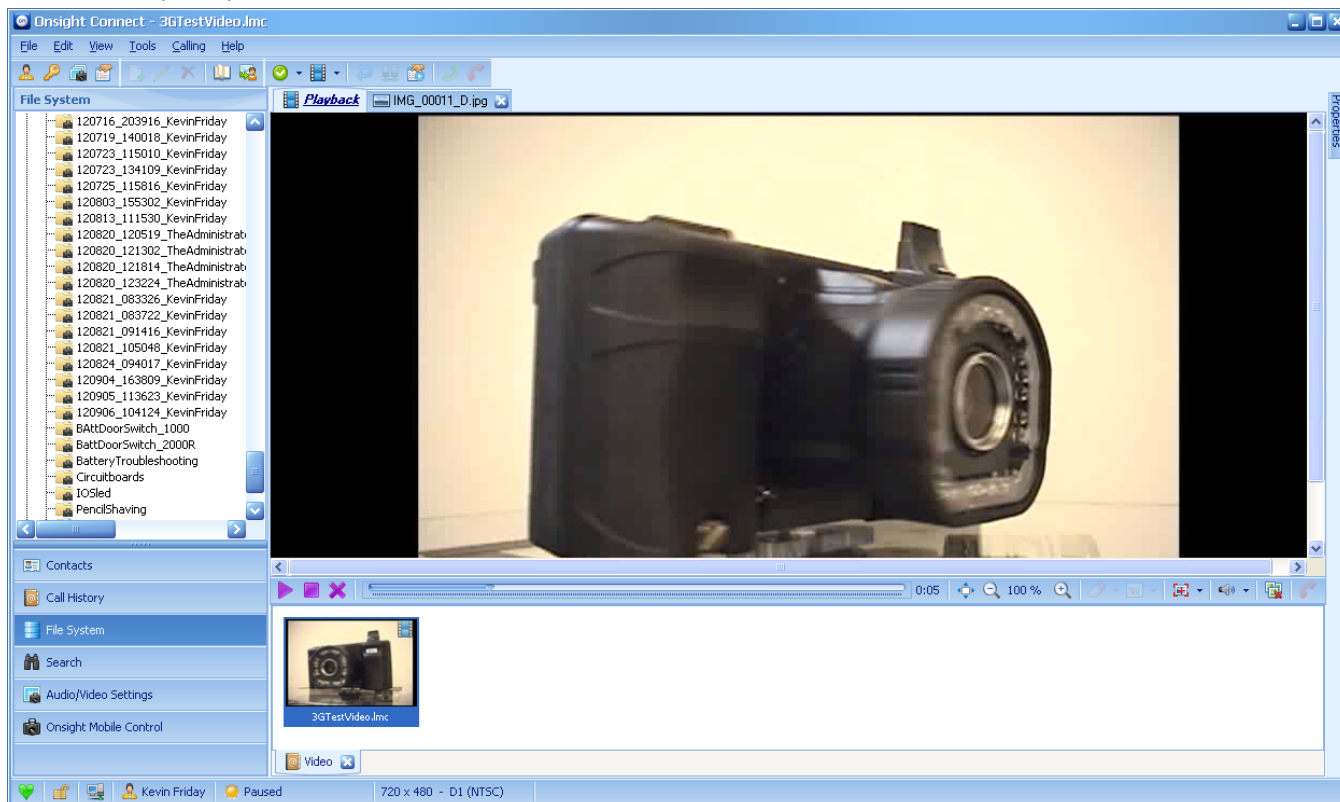 Onsight Connect - 3GTestVideo.lmc
File Edit View Tools Calling Help
File System
Playback IMG_00011_D.jpg
Properties
120716_203916_KevinFriday
120719_140018_KevinFriday
120723_115010_KevinFriday
120723_134109_KevinFriday
120725_115816_KevinFriday
120803_155302_KevinFriday
120813_111530_KevinFriday
120820_120519_TheAdministrat
120820_121302_TheAdministrat
120820_121814_TheAdministrat
120820_123224_TheAdministrat
120821_083326_KevinFriday
120821_083722_KevinFriday
120821_091416_KevinFriday
120821_105048_KevinFriday
120824_094017_KevinFriday
120904_163809_KevinFriday
120905_113623_KevinFriday
120906_104124_KevinFriday
BAttDoorSwitch_1000
BattDoorSwitch_2000R
BatteryTroubleshooting
Circuitboards
IOSled
PencilShaving
Contacts
Call History
File System
Search
Audio/Video Settings
Onsight Mobile Control
0:05 100 %
3GTestVideo.lmc
Video
Kevin Friday Paused 720 x 480 - D1 (NTSC)